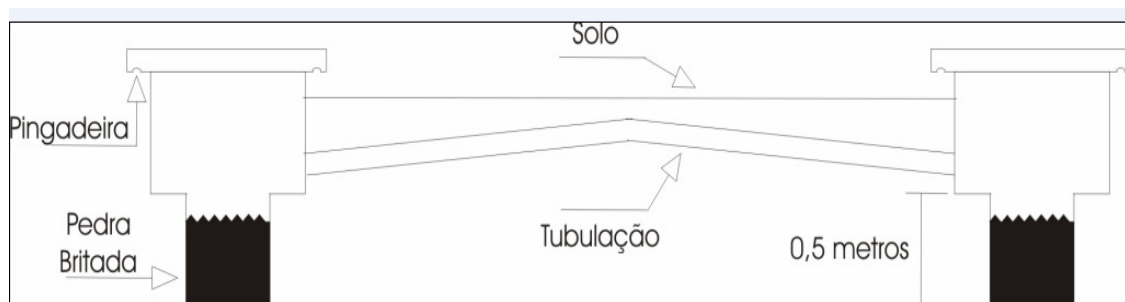 Solo
Pingadeira
Pedra
Britada
Tubulação
0,5 metros